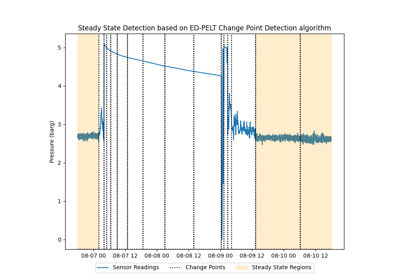 Steady State Detection based on ED-PELT Change Point Detection algorithm
5
4
3
2
1
0
Pressure (barg)
08-07 00 08-07 12 08-08 00 08-08 12 08-09 00 08-09 12 08-10 00 08-10 12
Sensor Readings Change Points Steady State Regions